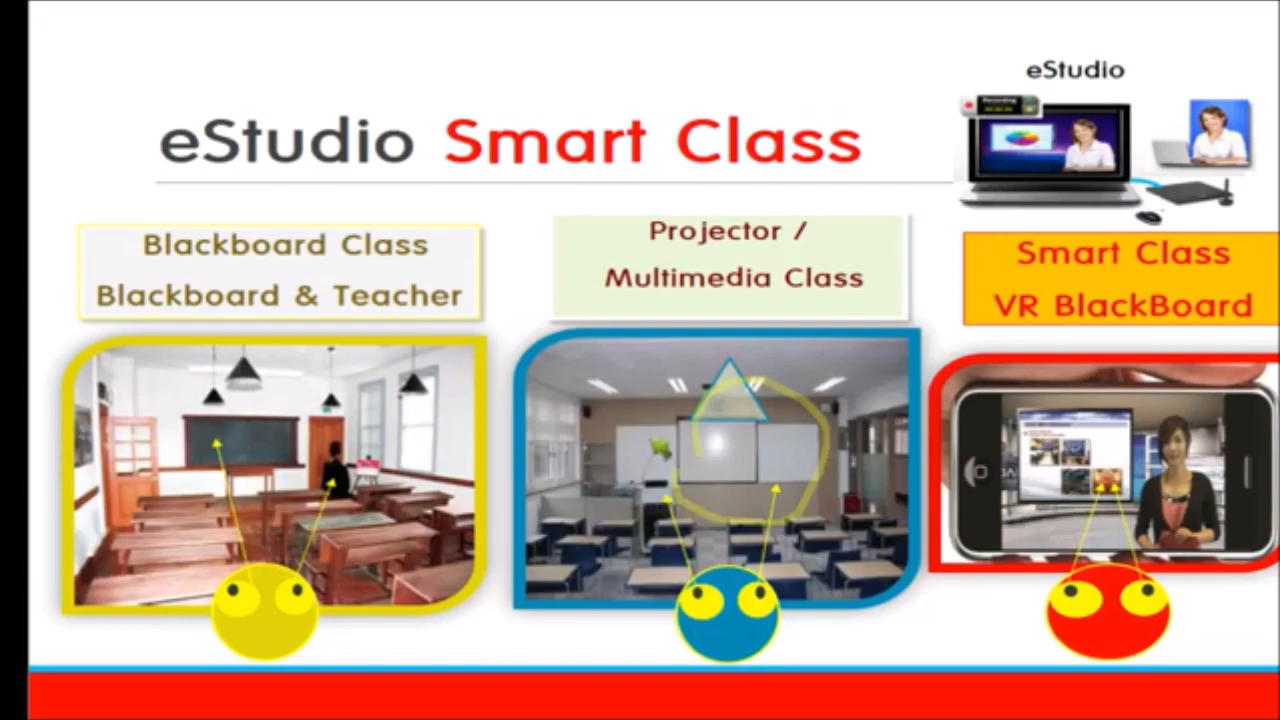 eStudio
eStudio Smart Class
Blackboard Class
Blackboard & Teacher
Projector /
Multimedia Class
Smart Class
VR BlackBoard